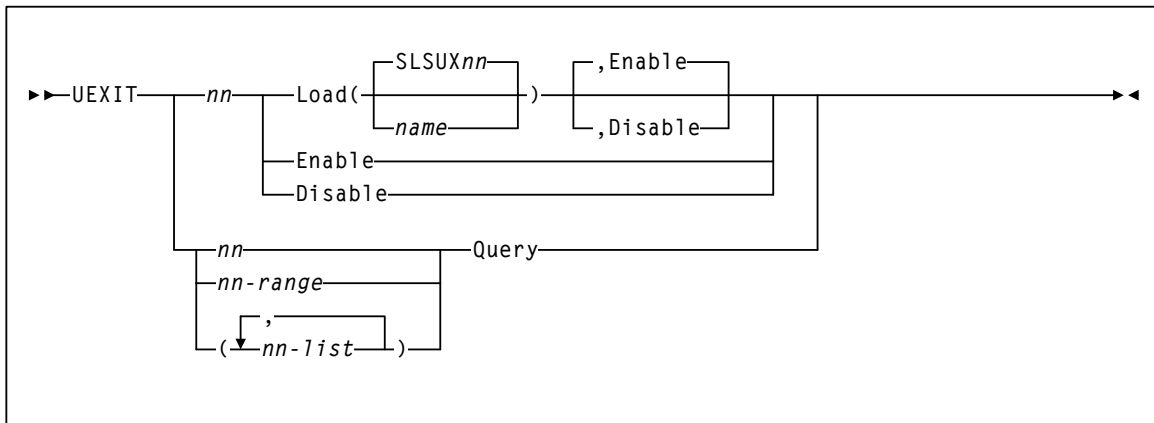 SLSUXnn ,Enable
UEXIT nn Load( )
name ,Disable
Enable
Disable
nn Query
nn-range
,
( nn-list )